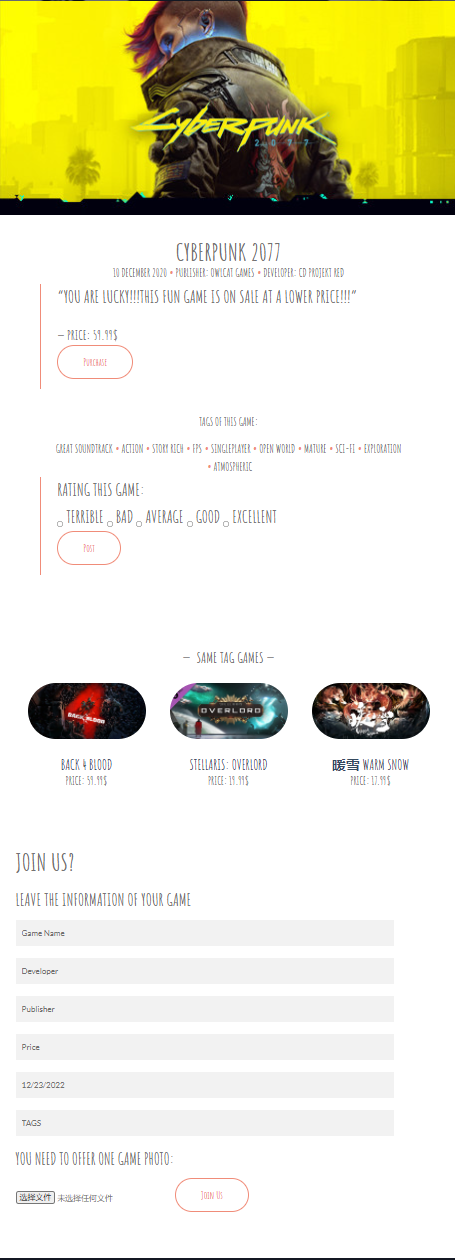 Cyberpunk
2077
CYBERPUNK 2077
10 DECEMBER 2020 • PUBLISHER: OWLCAT GAMES • DEVELOPER: CD PROJEKT RED
“YOU ARE LUCKY!!!THIS FUN GAME IS ON SALE AT A LOWER PRICE!!!”
– PRICE: 59.99$
Purchase
TAGS OF THIS GAME:
GREAT SOUNDTRACK • ACTION • STORY RICH • FPS • SINGLEPLAYER • OPEN WORLD • MATURE • SCI-FI • EXPLORATION
• ATMOSPHERIC
RATING THIS GAME:
TERRIBLE BAD AVERAGE GOOD EXCELLENT
Post
— SAME TAG GAMES —
BACK 4 BLOOD
OVERLORD
BACK 4 BLOOD STELLARIS: OVERLORD 暖雪 WARM SNOW
PRICE: 59.99$ PRICE: 19.99$ PRICE: 17.99$
JOIN US?
LEAVE THE INFORMATION OF YOUR GAME
Game Name
Developer
Publisher
Price
12/23/2022
TAGS
YOU NEED TO OFFER ONE GAME PHOTO:
选择文件 未选择任何文件 Join Us